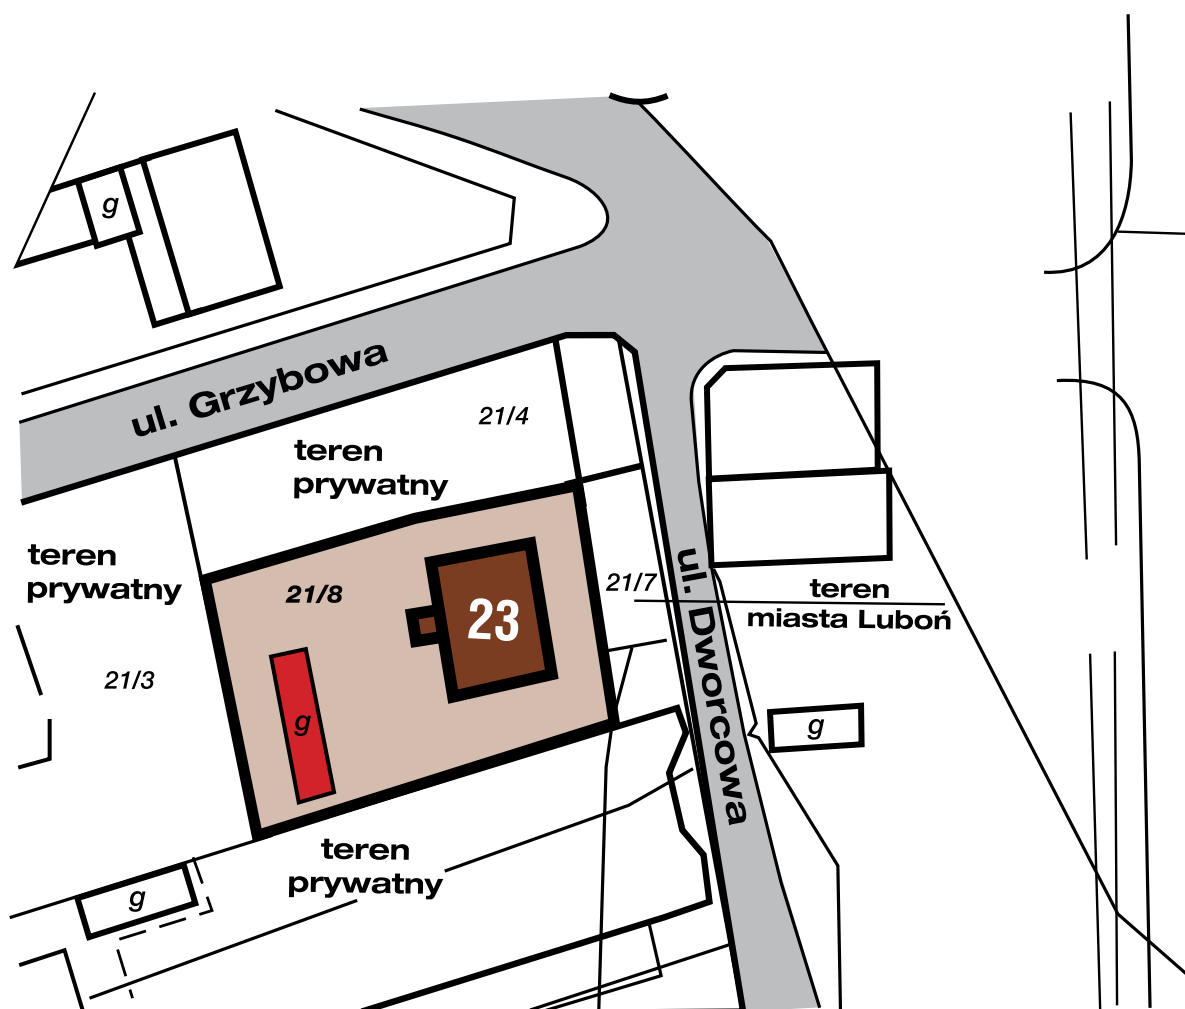 g
ul. Grzybowa
21/4
teren
prywatny
teren
prywatny
21/8
23
21/7
ul. Dworcowa
teren
miasta Luboń
21/3
g
g
teren
prywatny
g